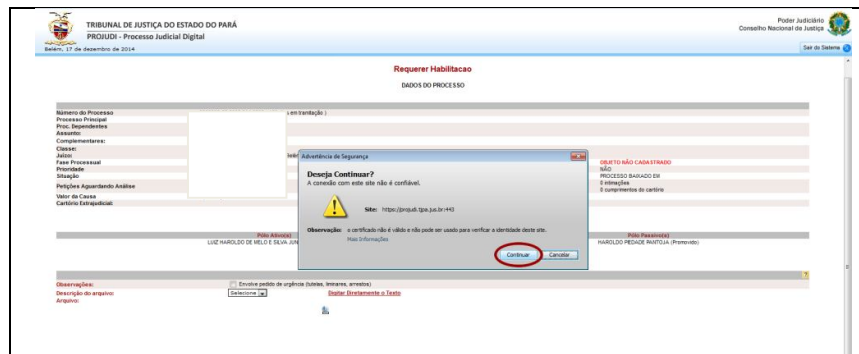 TRIBUNAL DE JUSTIÇA DO ESTADO DO PARÁ
PROJUDI - Processo Judicial Digital
Poder Judiciário
Conselho Nacional de Justiça
Belém, 17 de dezembro de 2014
Sair do Sistema
Requerer Habilitacao
DADOS DO PROCESSO
Número do Processo
em tramitação )
Processo Principal
Proc. Dependentes
Assunto:
Complementares:
Classe:
Juízo:
Fase Processual
OBJETO NÃO CADASTRADO
Prioridade
NÃO
Situação
PROCESSO BAIXADO EM
Petições Aguardando Análise
0 intimações
0 cumprimentos do cartório
Valor da Causa
Cartório Extrajudicial:
Advertência de Segurança
Deseja Continuar?
A conexão com este site não é confiável.
Site: https://projudi.tjpa.jus.br:443
Observação: o certificado não é válido e não pode ser usado para verificar a identidade deste site.
Mais Informações
Continuar
Cancelar
Pólo Ativo(s)
Pólo Passivo(s)
LUIZ HAROLDO DE MELO E SILVA JUN
HAROLDO PIEDADE PANTOJA (Promovido)
?
Observações:
Envolve pedido de urgência (tutelas, liminares, arrestos)
Descrição do arquivo:
Selecione
Digitar Diretamente o Texto
Arquivo: